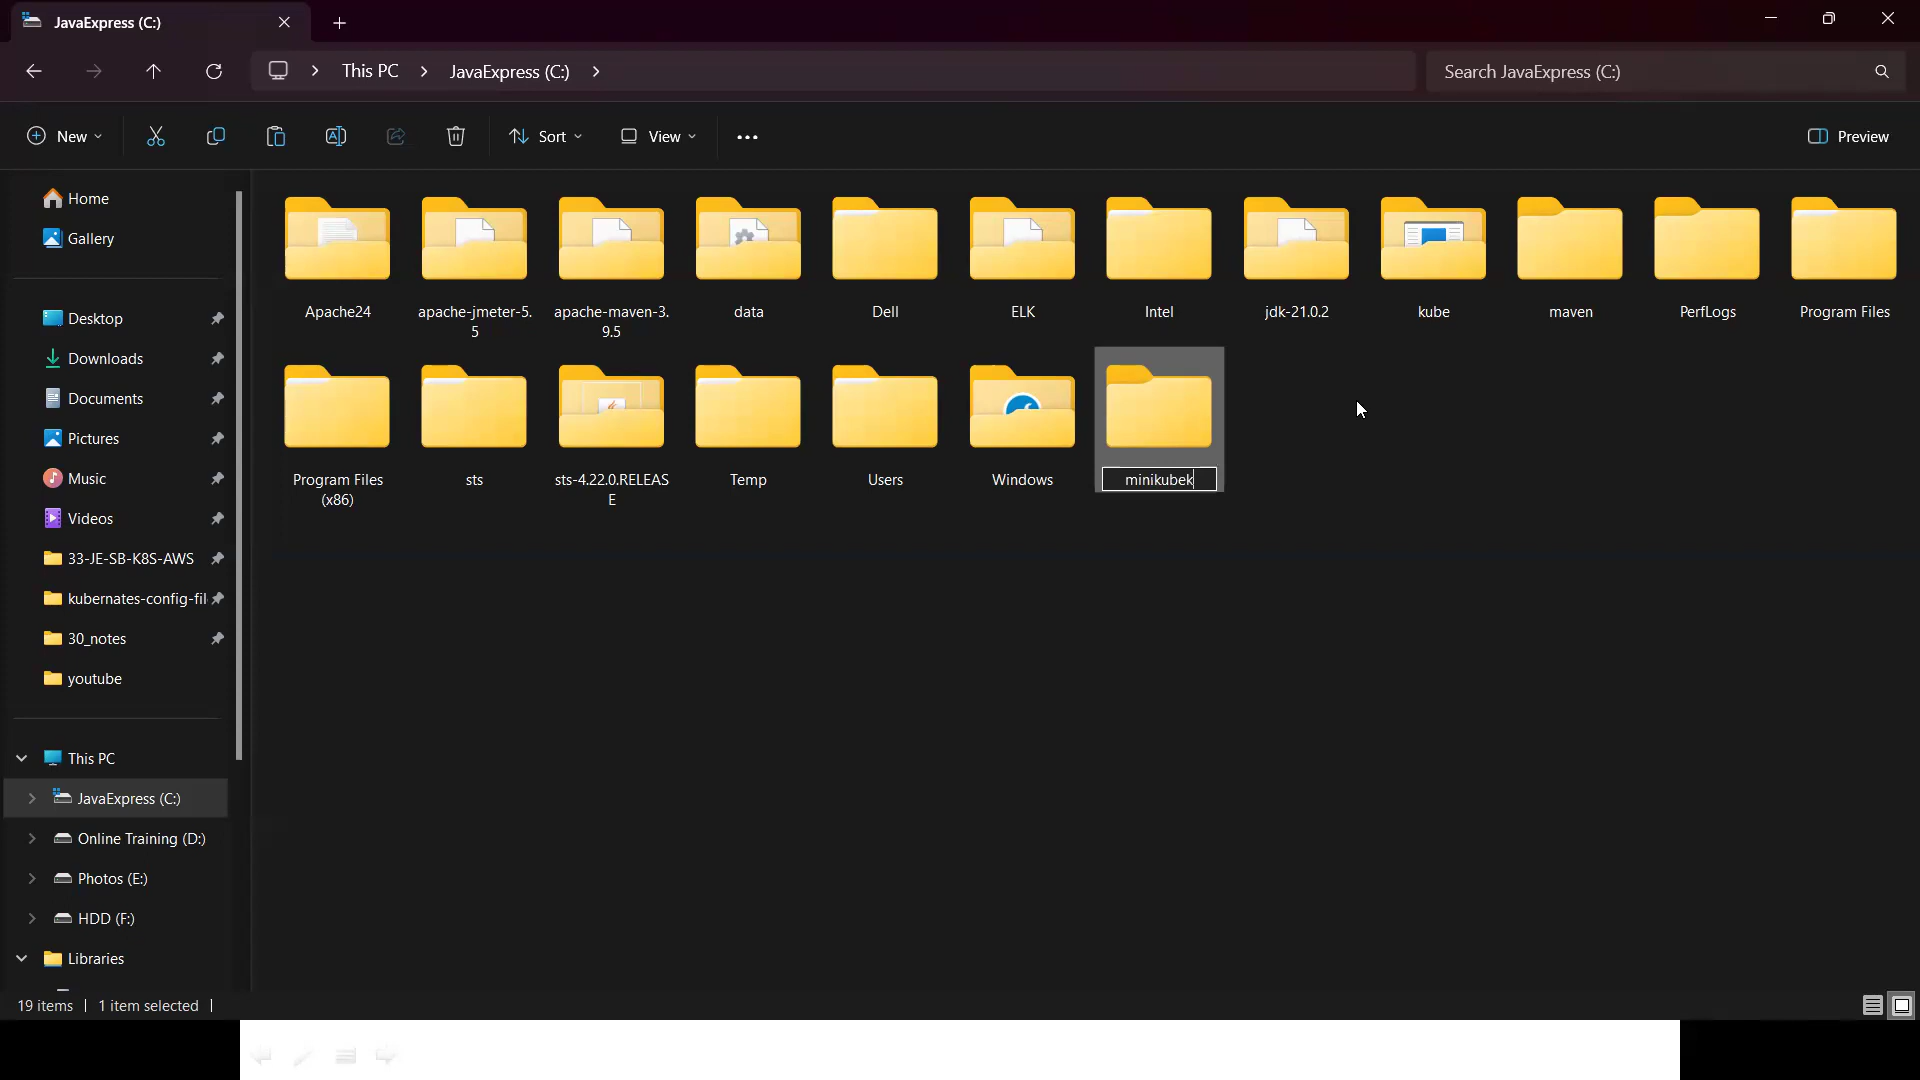 JavaExpress (C:)
This PC
JavaExpress (C:)
Search JavaExpress (C:)
New
Sort
View
Preview
Home
Gallery
Desktop
Downloads
Documents
Pictures
Music
Videos
33-JE-SB-K8S-AWS
kubernates-config-fil
30_notes
youtube
This PC
JavaExpress (C:)
Online Training (D:)
Photos (E:)
HDD (F:)
Libraries
Apache24
apache-jmeter-5.
5
apache-maven-3.
9.5
data
Dell
ELK
Intel
jdk-21.0.2
kube
maven
PerfLogs
Program Files
Program Files
(x86)
sts
sts-4.22.0.RELEAS
E
Temp
Users
Windows
minikubek
19 items
1 item selected